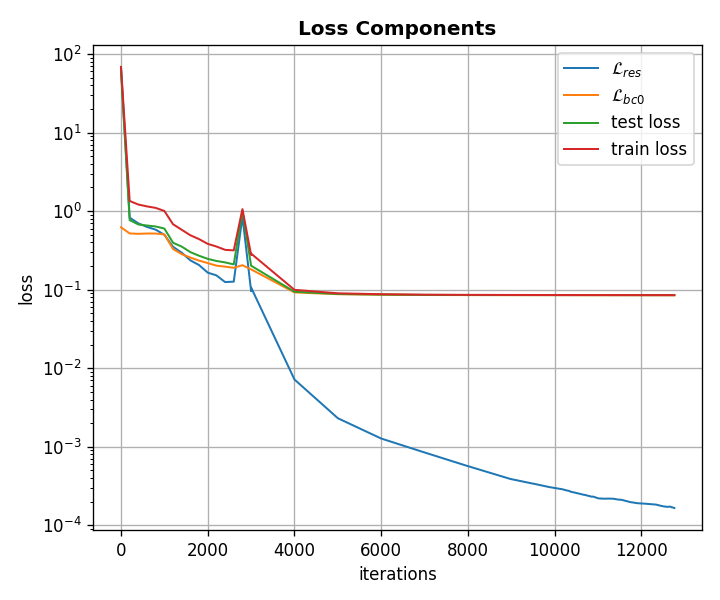 Loss Components
10²
10¹
10⁰
10⁻¹
10⁻²
10⁻³
10⁻⁴
loss
ℒ_res
ℒ_bc0
test loss
train loss
0 2000 4000 6000 8000 10000 12000
iterations